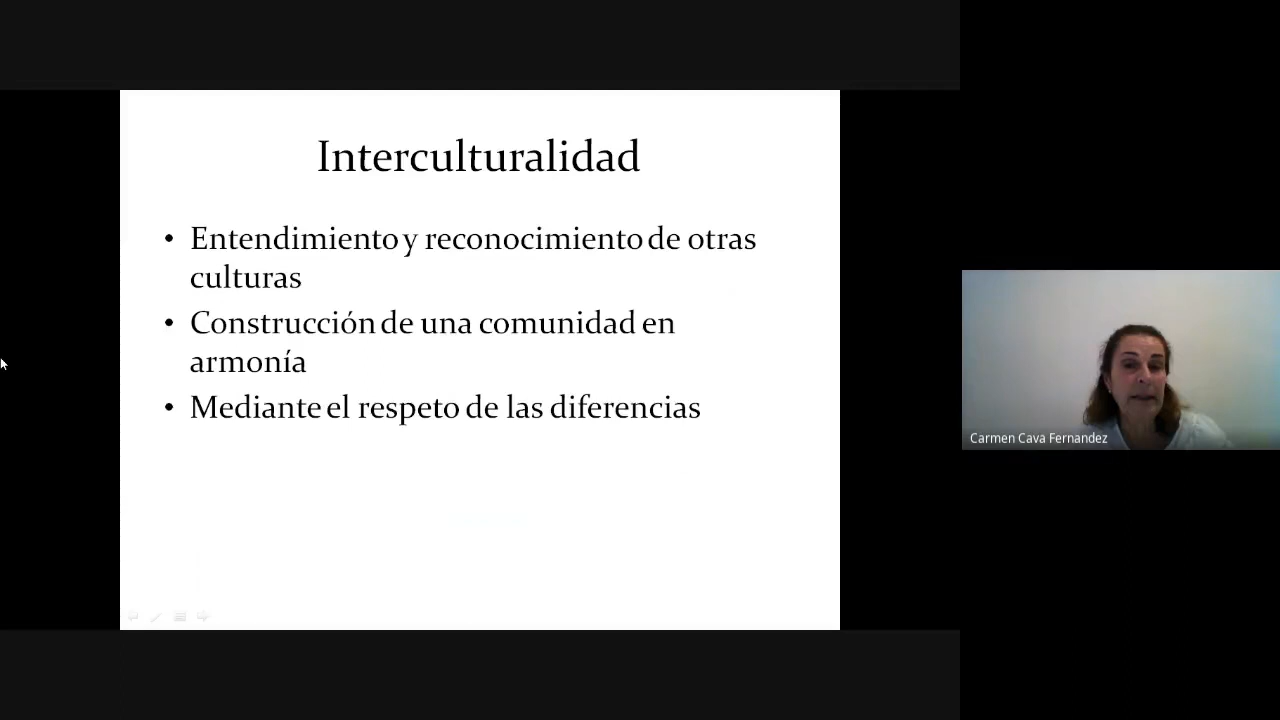 Interculturalidad
• Entendimiento y reconocimiento de otras
culturas
• Construcción de una comunidad en
armonía
• Mediante el respeto de las diferencias
Carmen Cava Fernandez